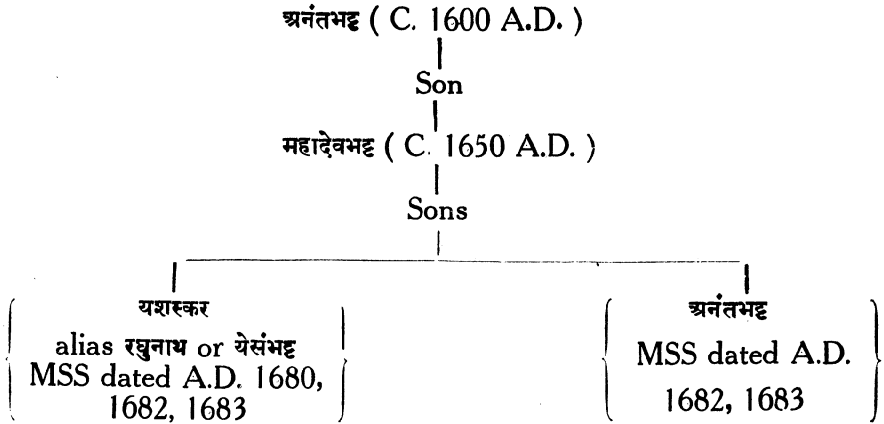 अनंतभट्ट ( C. 1600 A.D. )
Son
महादेवभट्ट ( C. 1650 A.D. )
Sons
यशस्कर
alias रघुनाथ or येसंभट्ट
MSS dated A.D. 1680,
1682, 1683
अनंतभट्ट
MSS dated A.D.
1682, 1683